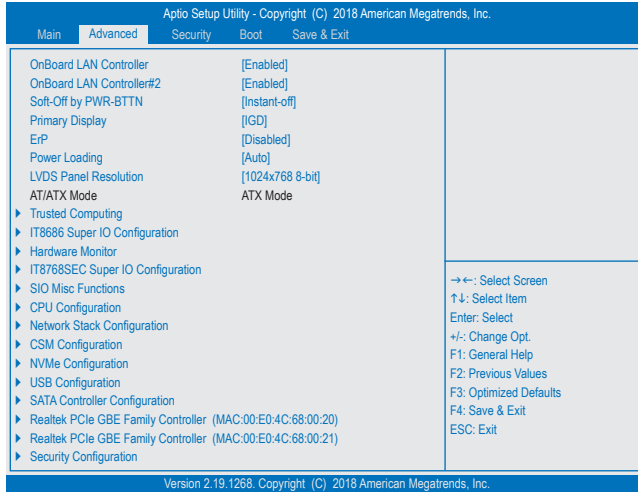 Aptio Setup Utility - Copyright (C) 2018 American Megatrends, Inc.
Main Advanced Security Boot Save & Exit
OnBoard LAN Controller [Enabled]
OnBoard LAN Controller#2 [Enabled]
Soft-Off by PWR-BTTN [Instant-off]
Primary Display [IGD]
ErP [Disabled]
Power Loading [Auto]
LVDS Panel Resolution [1024x768 8-bit]
AT/ATX Mode ATX Mode
Trusted Computing
IT8686 Super IO Configuration
Hardware Monitor
IT8768SEC Super IO Configuration
SIO Misc Functions
CPU Configuration
Network Stack Configuration
CSM Configuration
NVMe Configuration
USB Configuration
SATA Controller Configuration
Realtek PCIe GBE Family Controller (MAC:00:E0:4C:68:00:20)
Realtek PCIe GBE Family Controller (MAC:00:E0:4C:68:00:21)
Security Configuration
→←: Select Screen
↑↓: Select Item
Enter: Select
+/-: Change Opt.
F1: General Help
F2: Previous Values
F3: Optimized Defaults
F4: Save & Exit
ESC: Exit
Version 2.19.1268. Copyright (C) 2018 American Megatrends, Inc.